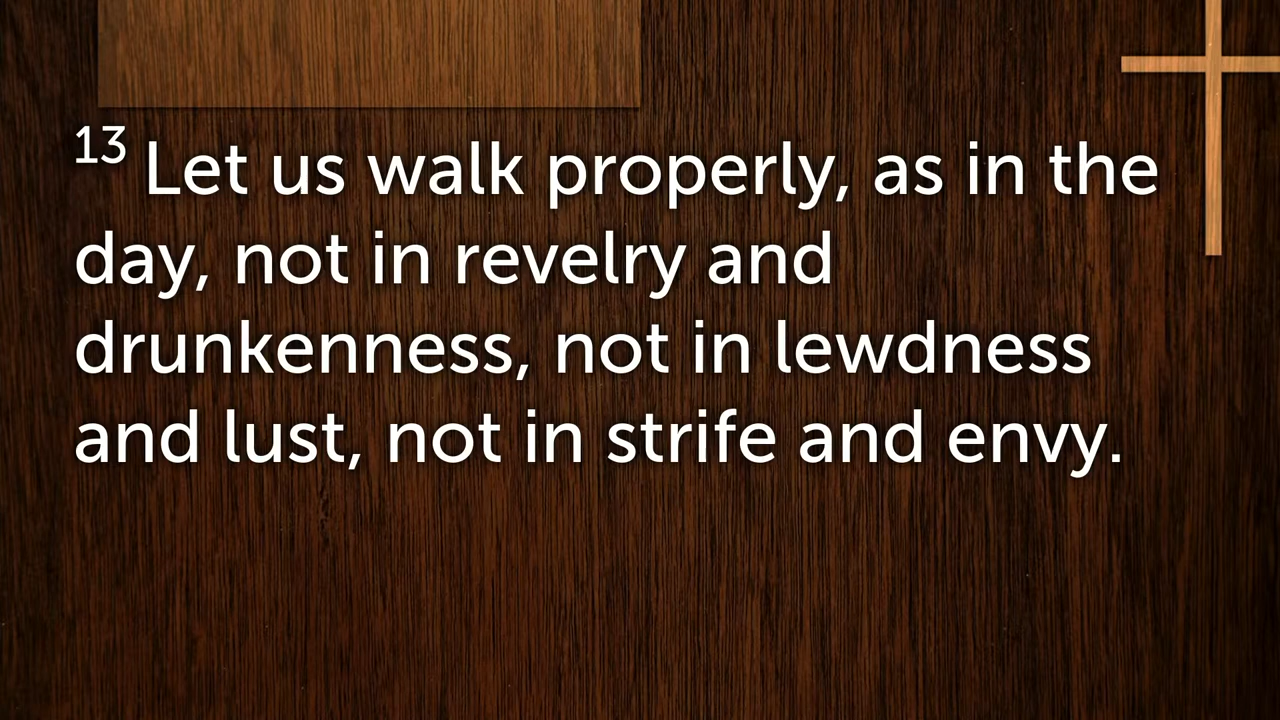 13 Let us walk properly, as in the
day, not in revelry and
drunkenness, not in lewdness
and lust, not in strife and envy.